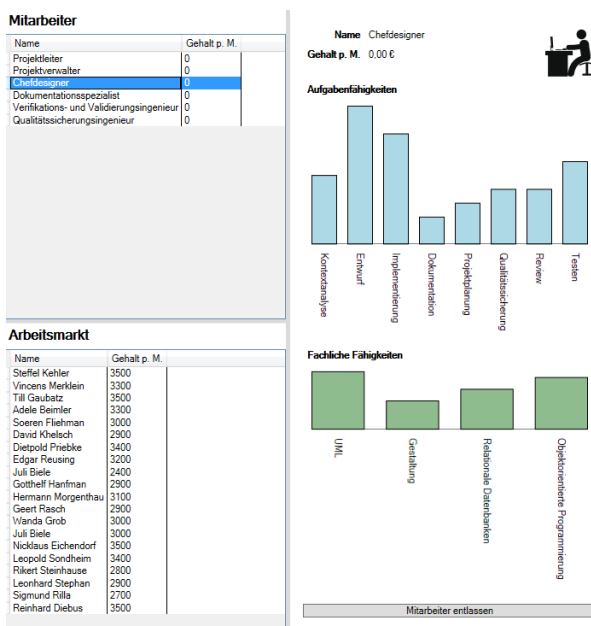 Mitarbeiter
Name Gehalt p. M.
Projektleiter 0
Projektverwalter 0
Chefdesigner 0
Dokumentationsspezialist 0
Verifikations- und Validierungsingenieur 0
Qualitätssicherungsingenieur 0
Arbeitsmarkt
Name Gehalt p. M.
Steffel Kehler 3500
Vincens Merklein 3300
Till Gaubatz 3500
Adele Beimler 3300
Soeren Fliehman 3000
David Khelsch 2900
Dietpold Priebke 3400
Edgar Reusing 3200
Juli Biele 2400
Gotthelf Hanfman 2900
Hermann Morgenthau 3100
Geert Rasch 2900
Wanda Grob 3000
Juli Biele 3000
Nicklaus Eichendorf 3500
Leopold Sondheim 3400
Rikert Steinhause 2800
Leonhard Stephan 2900
Sigmund Rilla 2700
Reinhard Diebus 3500
Name Chefdesigner
Gehalt p. M. 0,00 €
Aufgabenfähigkeiten
Kontextanalyse
Entwurf
Implementierung
Dokumentation
Projektplanung
Qualitätssicherung
Review
Testen
Fachliche Fähigkeiten
UML
Gestaltung
Relationale Datenbanken
Objektorientierte Programmierung
Mitarbeiter entlassen